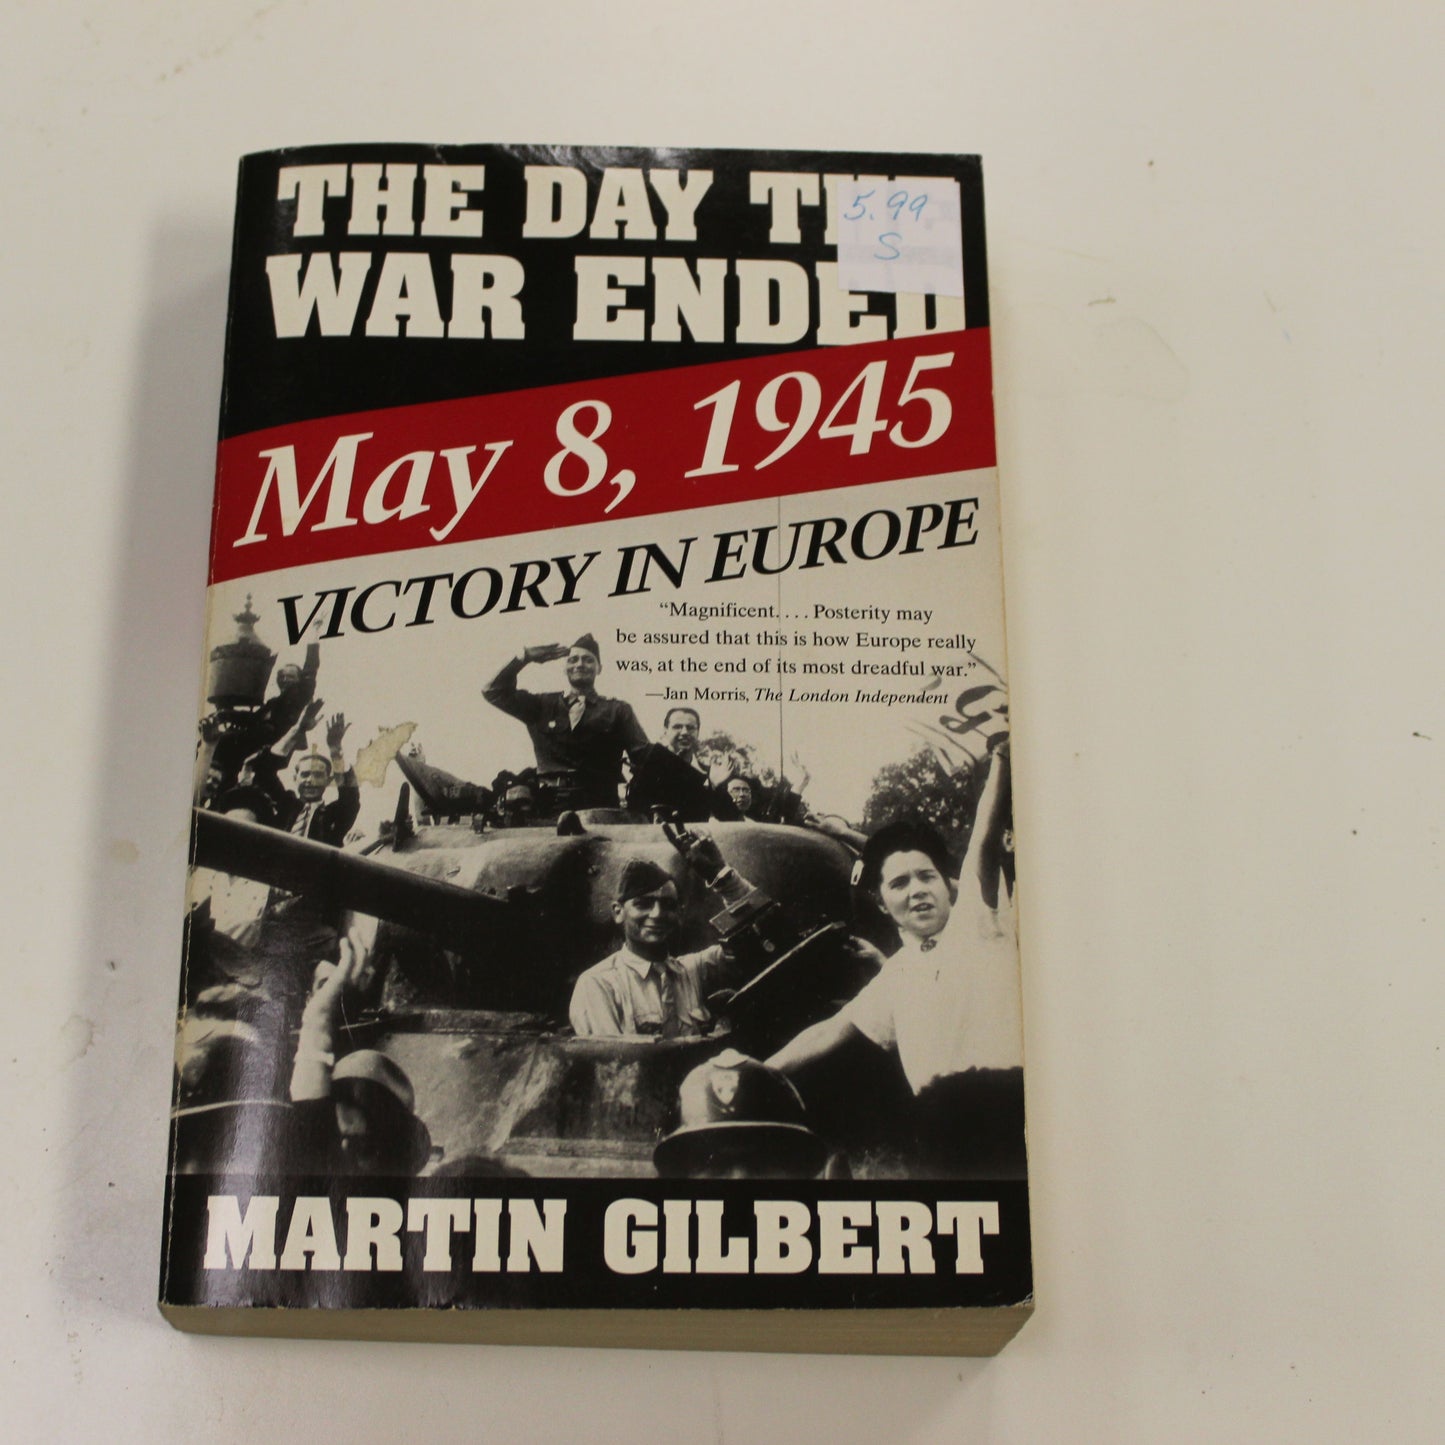 THE DAY THE
5.99
S
WAR ENDED
May 8, 1945
VICTORY IN EUROPE
“Magnificent. . . . Posterity may
be assured that this is how Europe really
was, at the end of its most dreadful war.”
—Jan Morris, The London Independent
MARTIN GILBERT